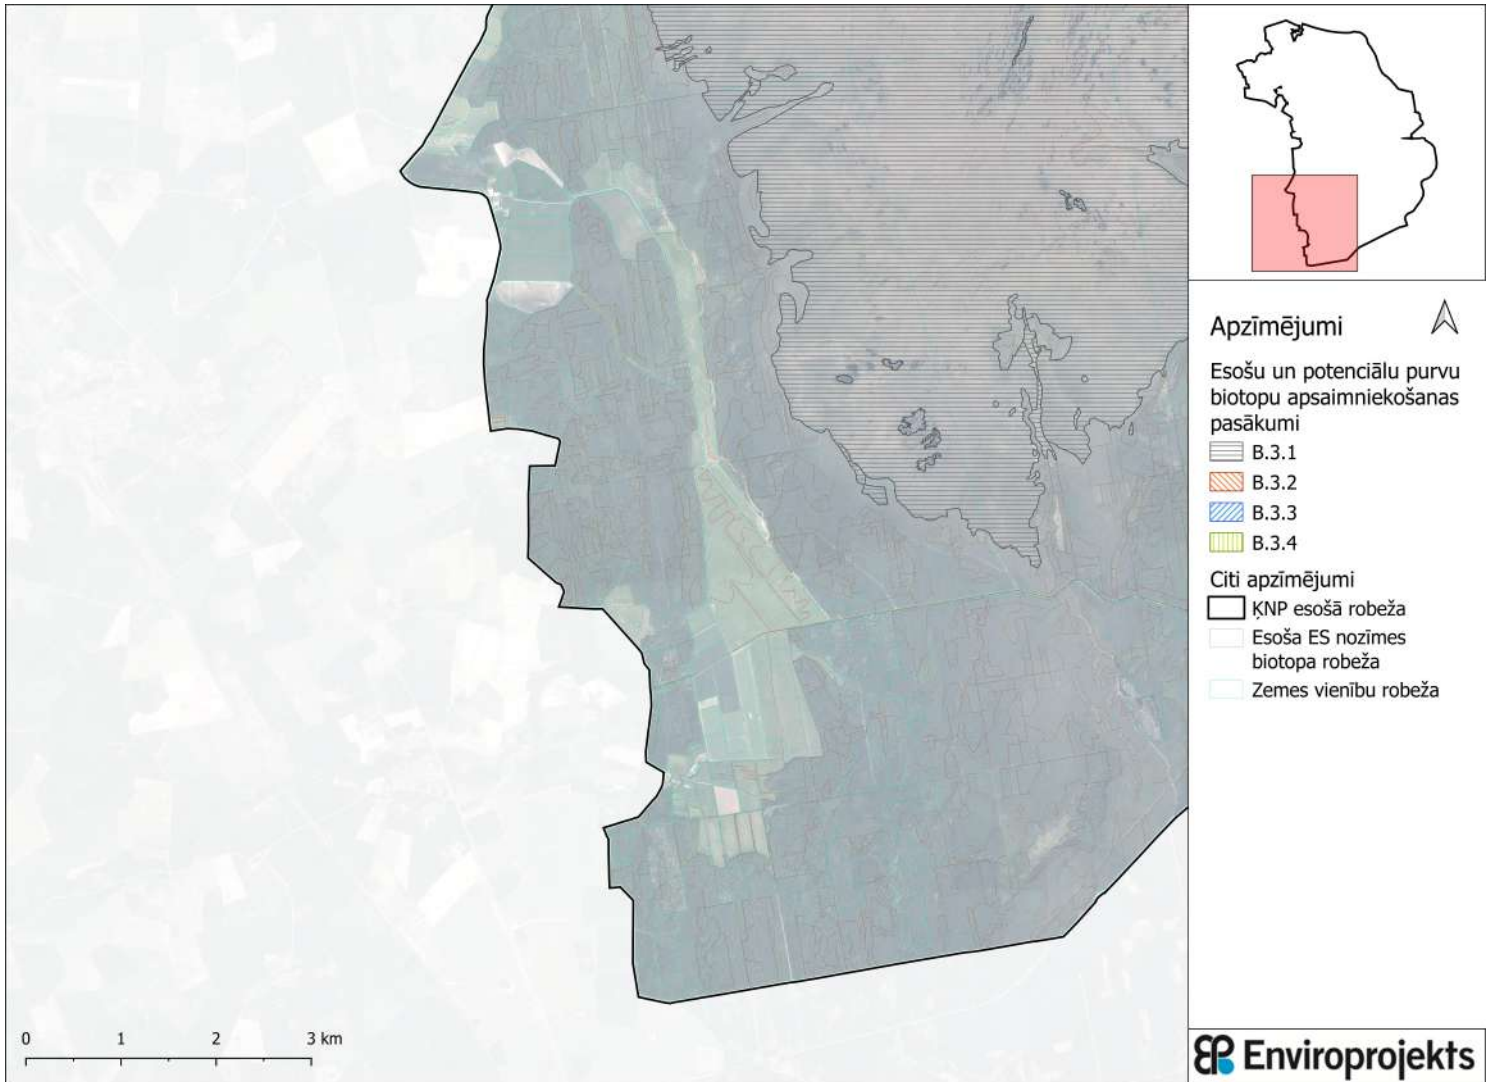 Apzīmējumi
Esošu un potenciālu purvu
biotopu apsaimniekošanas
pasākumi
B.3.1
B.3.2
B.3.3
B.3.4
Citi apzīmējumi
ĶNP esošā robeža
Esoša ES nozīmes
biotopa robeža
Zemes vienību robeža
0 1 2 3 km
Enviroprojekts